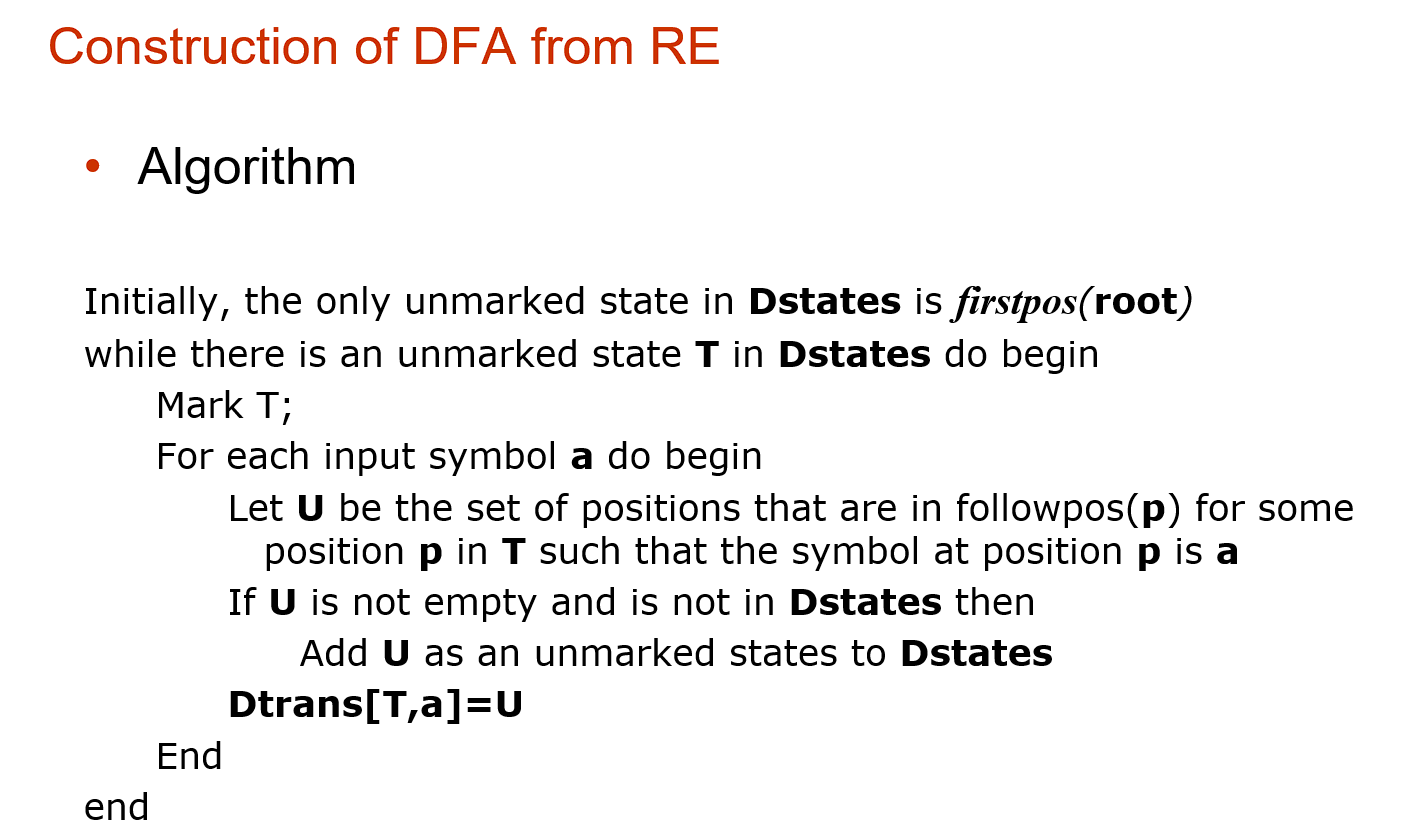 Construction of DFA from RE
• Algorithm
Initially, the only unmarked state in Dstates is firstpos(root)
while there is an unmarked state T in Dstates do begin
Mark T;
For each input symbol a do begin
Let U be the set of positions that are in followpos(p) for some
position p in T such that the symbol at position p is a
If U is not empty and is not in Dstates then
Add U as an unmarked states to Dstates
Dtrans[T,a]=U
End
end